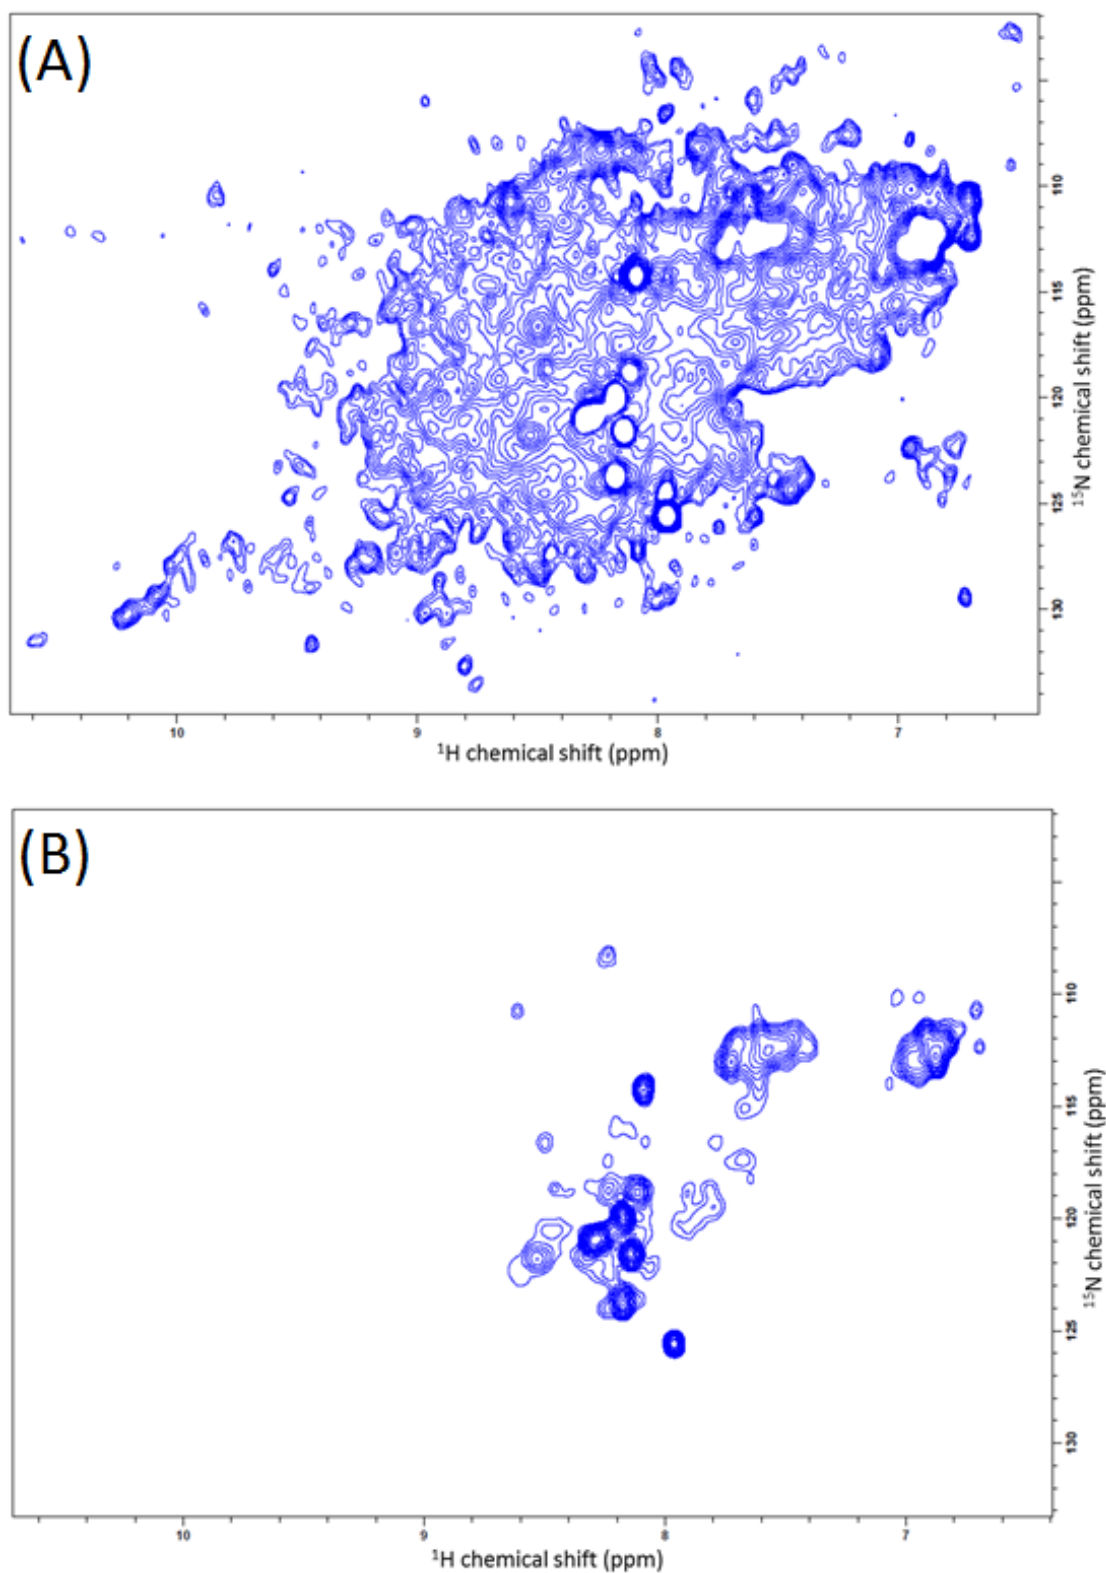 (A)
110
115
120
125
130
¹⁵N chemical shift (ppm)
10 9 8 7
¹H chemical shift (ppm)
(B)
110
115
120
125
130
¹⁵N chemical shift (ppm)
10 9 8 7
¹H chemical shift (ppm)